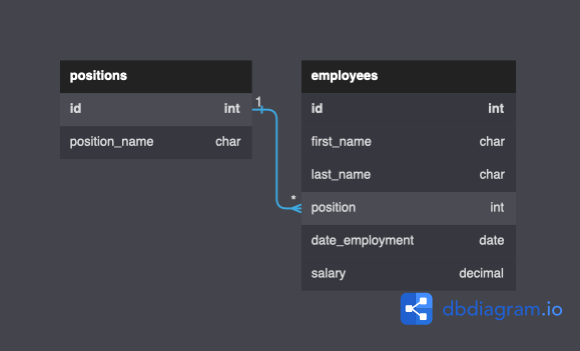 positions
id int
position_name char
1
*
employees
id int
first_name char
last_name char
position int
date_employment date
salary decimal
dbdiagram.io